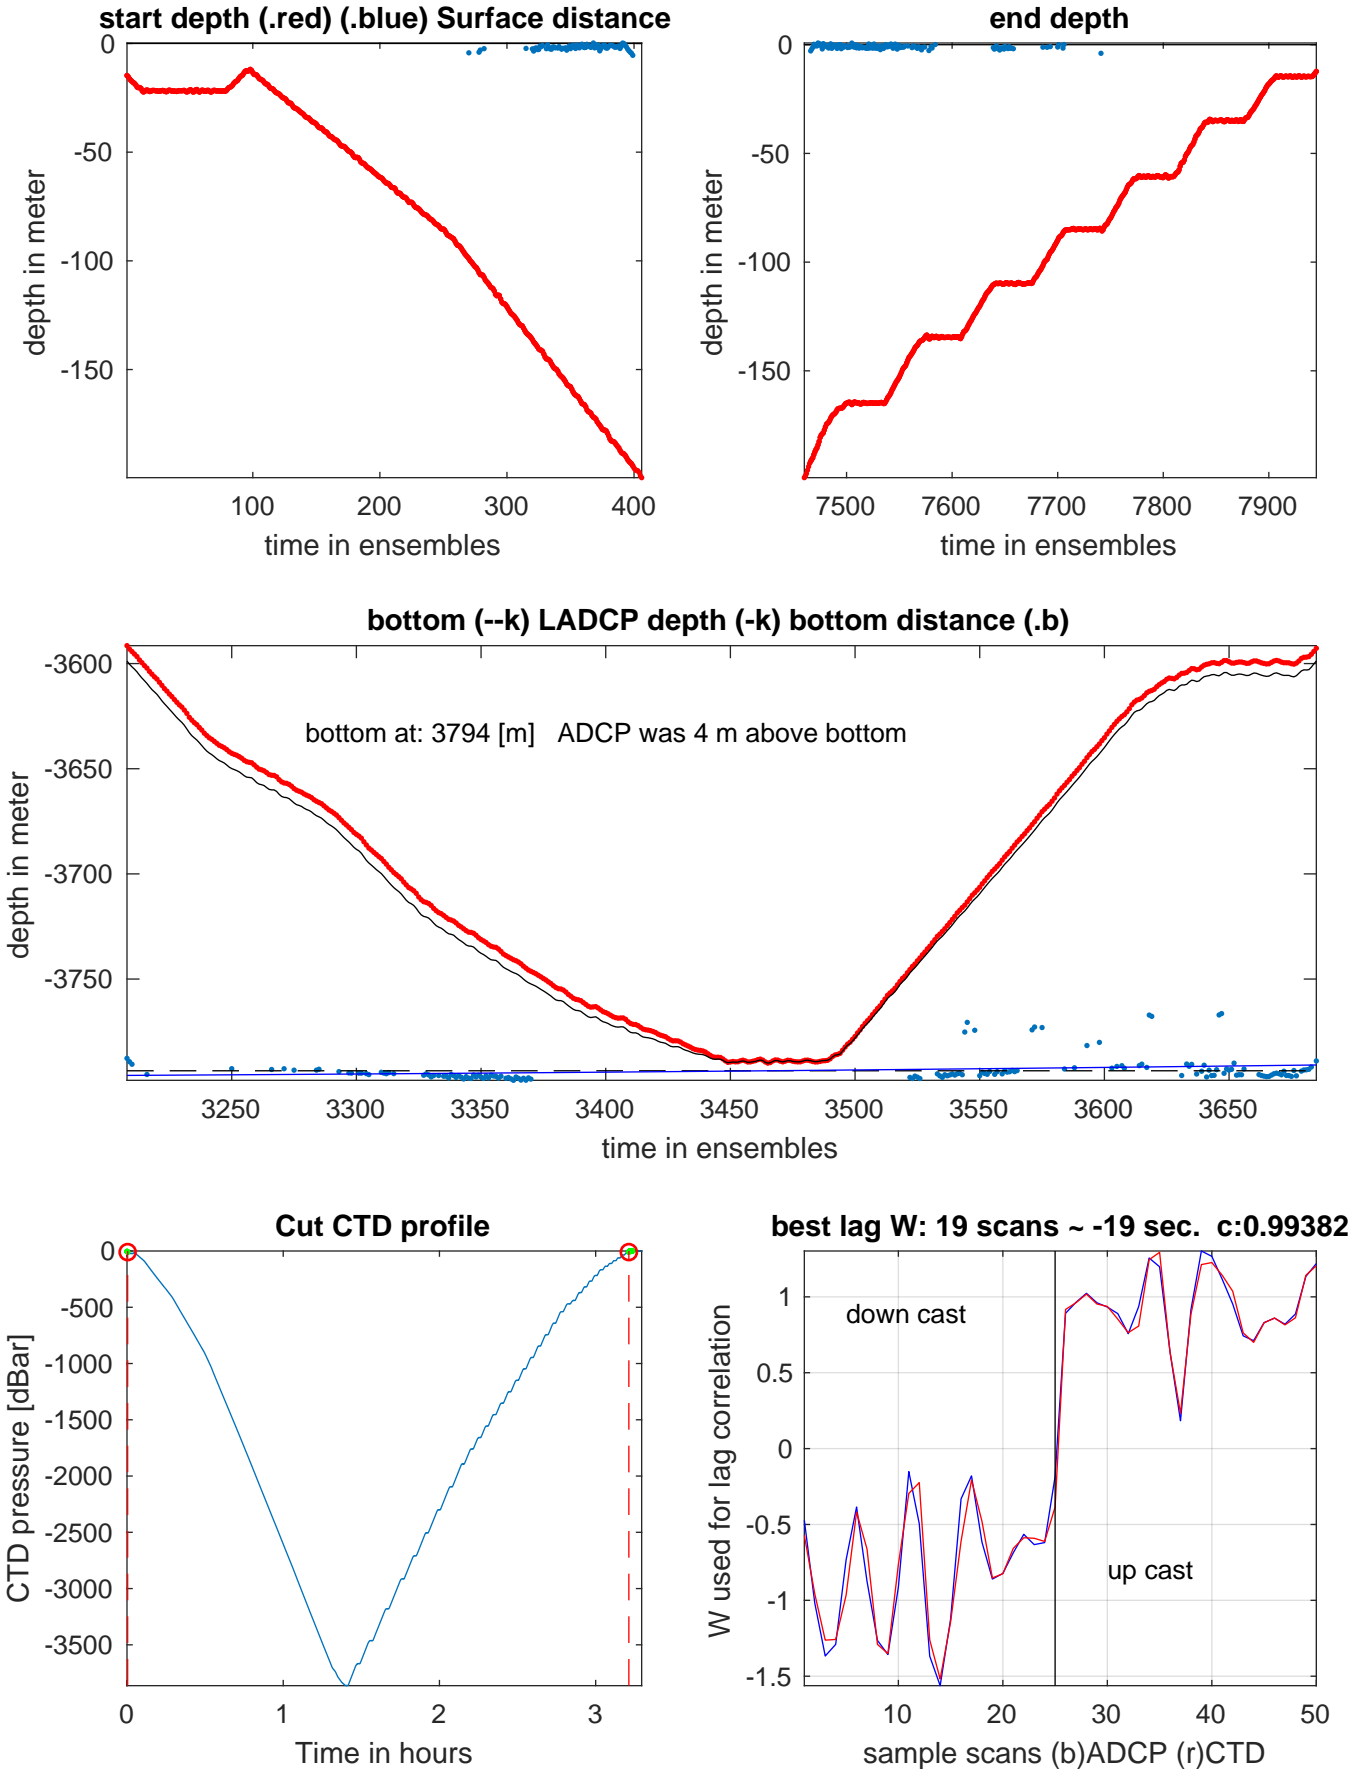 start depth (.red) (.blue) Surface distance
0
-50
-100
-150
depth in meter
100
200
300
400
time in ensembles
end depth
0
-50
-100
-150
depth in meter
7500
7600
7700
7800
7900
time in ensembles
bottom (--k) LADCP depth (-k) bottom distance (.b)
-3600
-3650
-3700
-3750
depth in meter
bottom at: 3794 [m] ADCP was 4 m above bottom
3250
3300
3350
3400
3450
3500
3550
3600
3650
time in ensembles
Cut CTD profile
0
-500
-1000
-1500
-2000
-2500
-3000
-3500
CTD pressure [dBar]
0
1
2
3
Time in hours
best lag W: 19 scans ~ -19 sec. c:0.99382
1
0.5
0
-0.5
-1
-1.5
W used for lag correlation
down cast
up cast
10
20
30
40
50
sample scans (b)ADCP (r)CTD